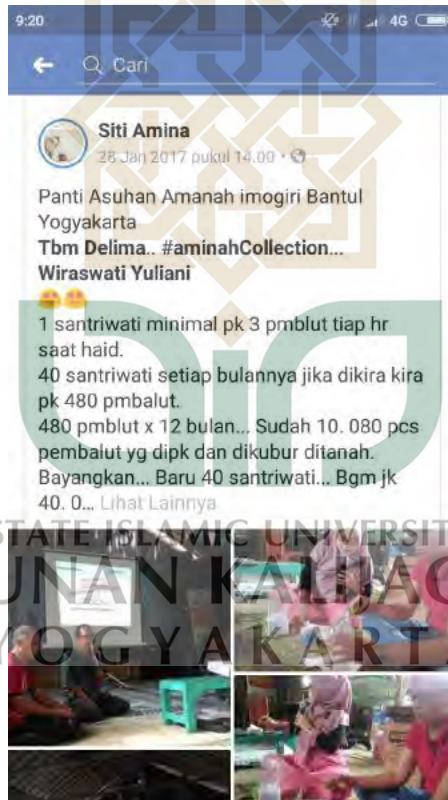 9:20
4G
Cari
Siti Amina
28 Jan 2017 pukul 14.00
Panti Asuhan Amanah imogiri Bantul
Yogyakarta
Tbm Delima.. #aminahCollection...
Wiraswati Yuliani
1 santriwati minimal pk 3 pmblut tiap hr
saat haid.
40 santriwati setiap bulannya jika dikira kira
pk 480 pmbalut.
480 pmblut x 12 bulan... Sudah 10. 080 pcs
pembalut yg dipk dan dikubur ditanah.
Bayangkan... Baru 40 santriwati... Bgm jk
40. 0... Lihat Lainnya
STATE ISLAMIC UNIVERSIT
UNAN KALIJAG
YOGYAKARTA